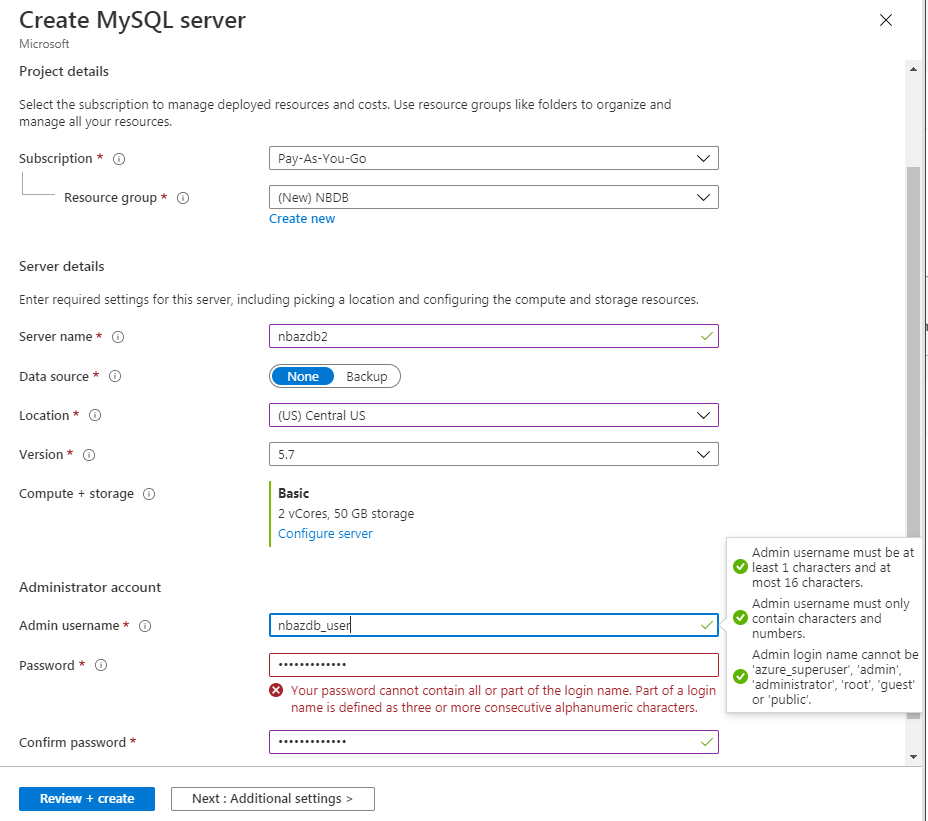 Create MySQL server
Microsoft
Project details
Select the subscription to manage deployed resources and costs. Use resource groups like folders to organize and
manage all your resources.
Subscription *
Pay-As-You-Go
Resource group *
(New) NBDB
Create new
Server details
Enter required settings for this server, including picking a location and configuring the compute and storage resources.
Server name *
nbazdb2
Data source *
None Backup
Location *
(US) Central US
Version *
5.7
Compute + storage
Basic
2 vCores, 50 GB storage
Configure server
Administrator account
Admin username *
nbazdb_user
Admin username must be at
least 1 characters and at
most 16 characters.
Admin username must only
contain characters and
numbers.
Admin login name cannot be
'azure_superuser', 'admin',
'administrator', 'root', 'guest'
or 'public'.
Password *
•••••••••••••
Your password cannot contain all or part of the login name. Part of a login
name is defined as three or more consecutive alphanumeric characters.
Confirm password *
•••••••••••••
Review + create
Next : Additional settings >